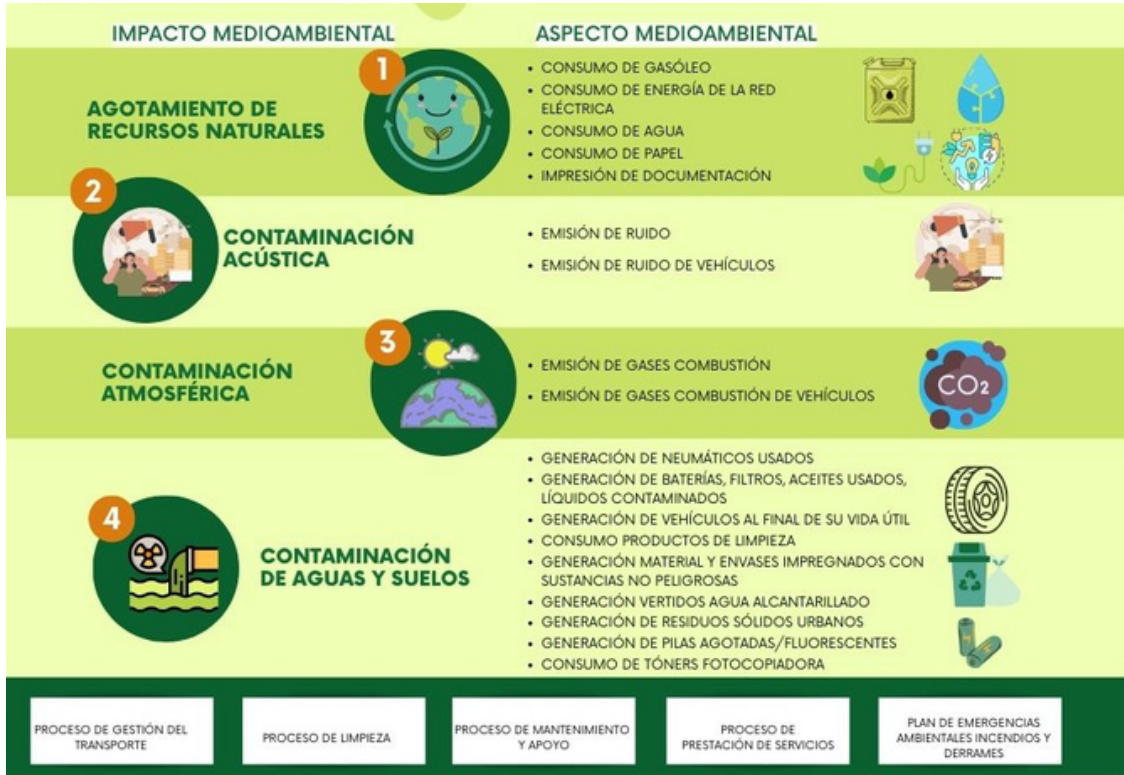 IMPACTO MEDIOAMBIENTAL
ASPECTO MEDIOAMBIENTAL
1
AGOTAMIENTO DE
RECURSOS NATURALES
• CONSUMO DE GASÓLEO
• CONSUMO DE ENERGÍA DE LA RED
ELÉCTRICA
• CONSUMO DE AGUA
• CONSUMO DE PAPEL
• IMPRESIÓN DE DOCUMENTACIÓN
2
CONTAMINACIÓN
ACÚSTICA
• EMISIÓN DE RUIDO
• EMISIÓN DE RUIDO DE VEHÍCULOS
3
CONTAMINACIÓN
ATMOSFÉRICA
• EMISIÓN DE GASES COMBUSTIÓN
• EMISIÓN DE GASES COMBUSTIÓN DE VEHÍCULOS
CO₂
4
CONTAMINACIÓN
DE AGUAS Y SUELOS
• GENERACIÓN DE NEUMÁTICOS USADOS
• GENERACIÓN DE BATERÍAS, FILTROS, ACEITES USADOS,
LÍQUIDOS CONTAMINADOS
• GENERACIÓN DE VEHÍCULOS AL FINAL DE SU VIDA ÚTIL
• CONSUMO PRODUCTOS DE LIMPIEZA
• GENERACIÓN MATERIAL Y ENVASES IMPREGNADOS CON
SUSTANCIAS NO PELIGROSAS
• GENERACIÓN VERTIDOS AGUA ALCANTARILLADO
• GENERACIÓN DE RESIDUOS SÓLIDOS URBANOS
• GENERACIÓN DE PILAS AGOTADAS/FLUORESCENTES
• CONSUMO DE TÓNERS FOTOCOPIADORA
PROCESO DE GESTIÓN DEL
TRANSPORTE
PROCESO DE LIMPIEZA
PROCESO DE MANTENIMIENTO
Y APOYO
PROCESO DE
PRESTACIÓN DE SERVICIOS
PLAN DE EMERGENCIAS
AMBIENTALES INCENDIOS Y
DERRAMES